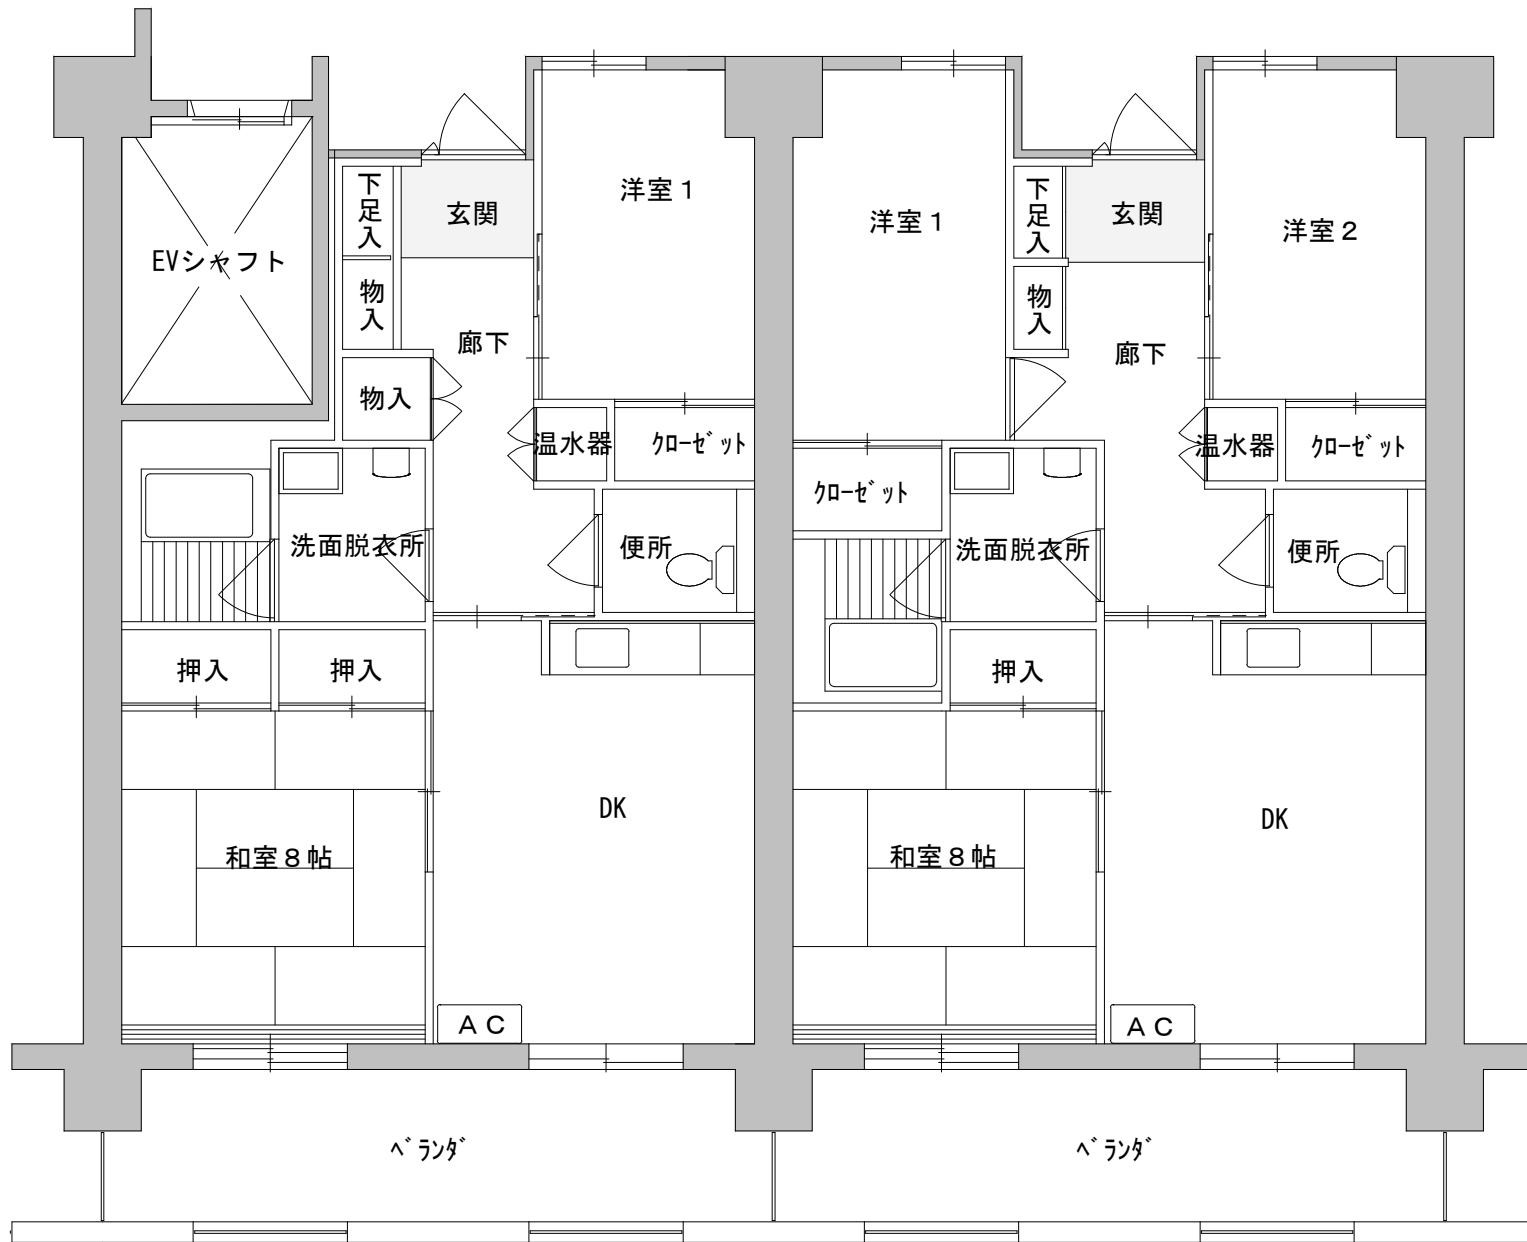 EVシャフト
下足入
玄関
洋室１
物入
廊下
物入
温水器
クローゼット
洗面脱衣所
便所
押入
押入
和室８帖
DK
ＡＣ
ベランダ
洋室１
下足入
玄関
洋室２
物入
廊下
クローゼット
温水器
クローゼット
洗面脱衣所
便所
押入
和室８帖
DK
ＡＣ
ベランダ